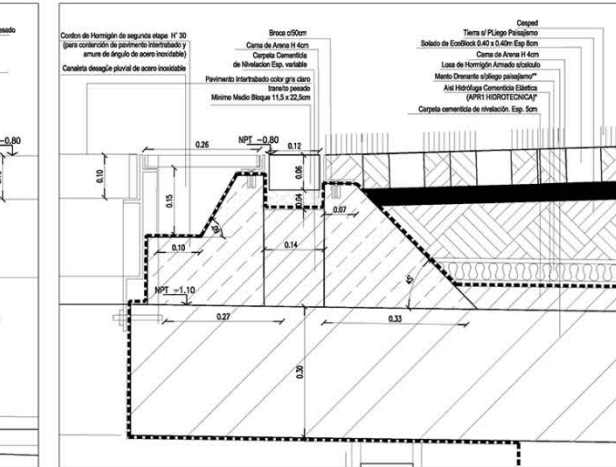 esado
-0.80
Cordon de Hormigón de segunda etapa H° 30
(para contención de pavimento intertrabado y
amure de ángulo de acero inoxidable)
Canaleta desagüe pluvial de acero inoxidable
Broca c/50cm
Cama de Arena H 4cm
Carpeta Cementicia
de Nivelacion Esp. variable
Pavimento Intertrabado color gris claro
transito pesado
Minimo Medio Bloque 11,5 x 22,5cm
Cesped
Tierra s/ PLiego Paisajismo
Solado de EcoBlock 0.40 x 0.40m Esp 8cm
Cama de Arena H 4cm
Losa de Hormigón Armado s/calculo
Manto Drenante s/pliego paisajismo**
Aisl Hidrófuga Cementicia Elástica
(APR1 HIDROTECNICA)*
Carpeta cementicia de nivelación. Esp. 5cm
NPT -0.80
0.26
0.12
0.10
0.15
0.06
0.04
0.07
0.10
0.14
45°
NPT -1.10
0.27
0.33
0.30